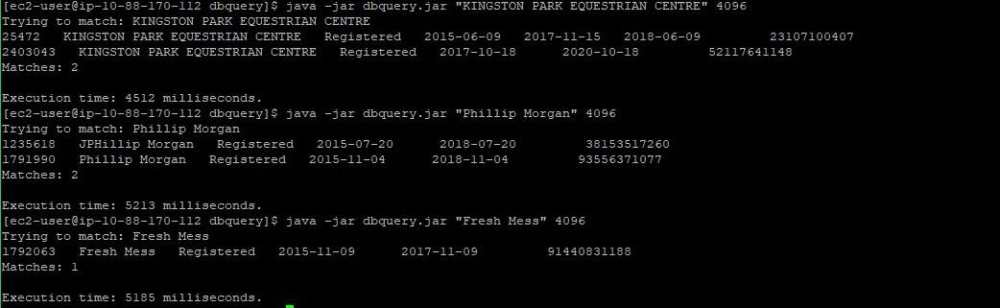 [ec2-user@ip-10-88-170-112 dbquery]$ java -jar dbquery.jar "KINGSTON PARK EQUESTRIAN CENTRE" 4096
Trying to match: KINGSTON PARK EQUESTRIAN CENTRE
25472   KINGSTON PARK EQUESTRIAN CENTRE   Registered   2015-06-09   2017-11-15   2018-06-09         23107100407
2403043   KINGSTON PARK EQUESTRIAN CENTRE   Registered   2017-10-18      2020-10-18         52117641148
Matches: 2
Execution time: 4512 milliseconds.
[ec2-user@ip-10-88-170-112 dbquery]$ java -jar dbquery.jar "Phillip Morgan" 4096
Trying to match: Phillip Morgan
1235618   JPHillip Morgan   Registered   2015-07-20      2018-07-20         38153517260
1791990   Phillip Morgan   Registered   2015-11-04      2018-11-04         93556371077
Matches: 2
Execution time: 5213 milliseconds.
[ec2-user@ip-10-88-170-112 dbquery]$ java -jar dbquery.jar "Fresh Mess" 4096
Trying to match: Fresh Mess
1792063   Fresh Mess   Registered   2015-11-09      2017-11-09         91440831188
Matches: 1
Execution time: 5185 milliseconds.